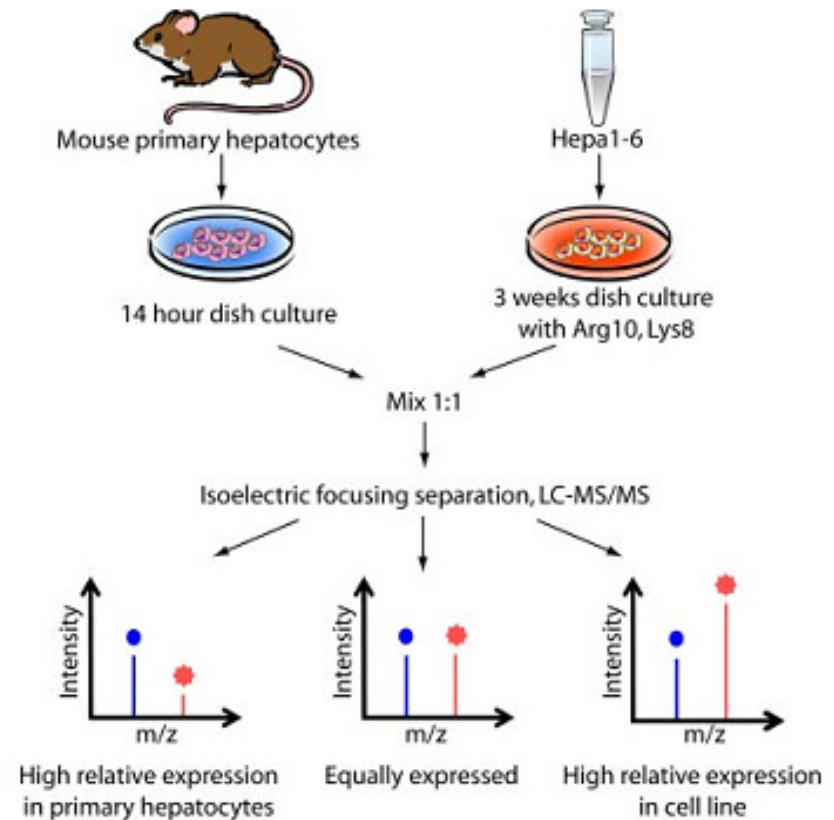 Mouse primary hepatocytes
Hepa1-6
14 hour dish culture
3 weeks dish culture
with Arg10, Lys8
Mix 1:1
Isoelectric focusing separation, LC-MS/MS
Intensity
m/z
High relative expression
in primary hepatocytes
Intensity
m/z
Equally expressed
Intensity
m/z
High relative expression
in cell line